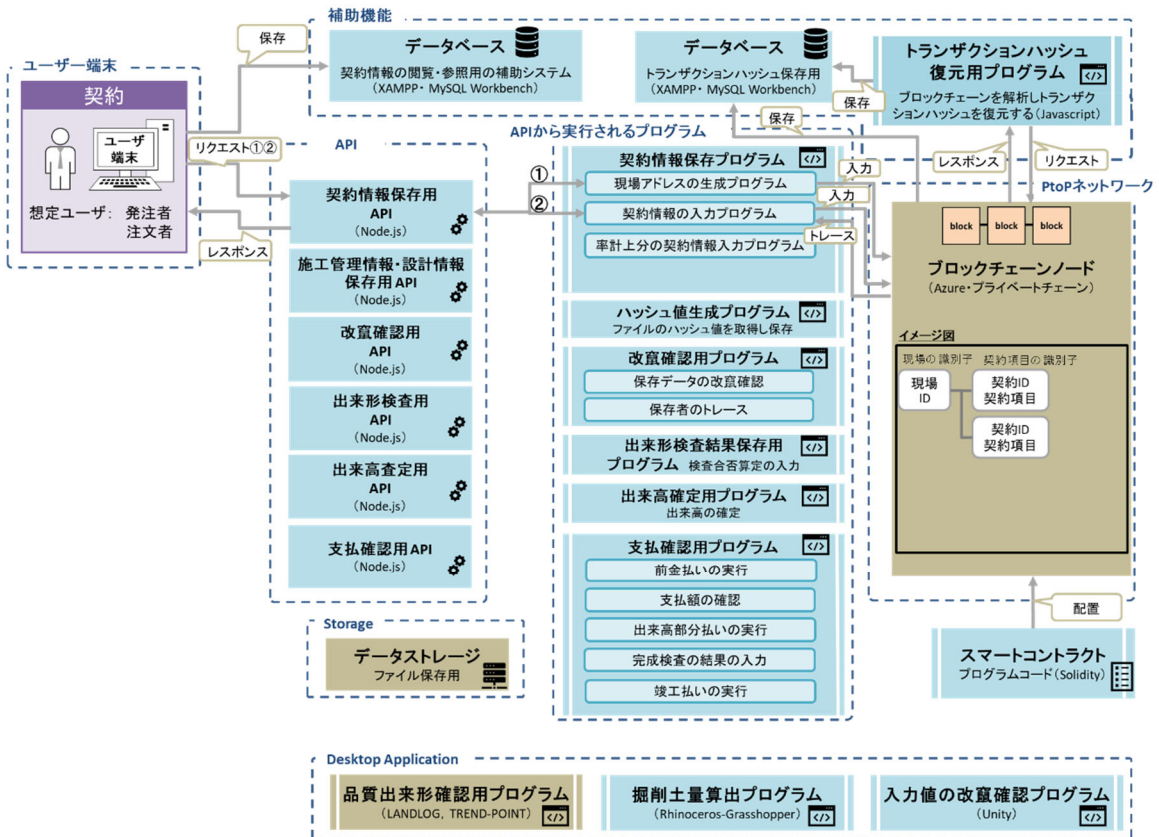 補助機能
保存
データベース
契約情報の閲覧・参照用の補助システム
(XAMPP・ MySQL Workbench)
データベース
トランザクションハッシュ保存用
(XAMPP・ MySQL Workbench)
トランザクションハッシュ
復元用プログラム
ブロックチェーンを解析しトランザク
ションハッシュを復元する(Javascript)
保存
保存
レスポンス
リクエスト
ユーザー端末
契約
ユーザ
端末
想定ユーザ： 発注者
注文者
リクエスト①②
レスポンス
API
契約情報保存用
API
(Node.js)
施工管理情報・設計情報
保存用API
(Node.js)
改竄確認用
API
(Node.js)
出来形検査用
API
(Node.js)
出来高査定用
API
(Node.js)
支払確認用API
(Node.js)
APIから実行されるプログラム
①
②
契約情報保存プログラム
現場アドレスの生成プログラム
契約情報の入力プログラム
率計上分の契約情報入力プログラム
入力
入力
トレース
ハッシュ値生成プログラム
ファイルのハッシュ値を取得し保存
改竄確認用プログラム
保存データの改竄確認
保存者のトレース
出来形検査結果保存用
プログラム 検査合否算定の入力
出来高確定用プログラム
出来高の確定
支払確認用プログラム
前金払いの実行
支払額の確認
出来高部分払いの実行
完成検査の結果の入力
竣工払いの実行
PtoPネットワーク
block
block
block
ブロックチェーンノード
(Azure・プライベートチェーン)
イメージ図
現場の識別子 契約項目の識別子
現場
ID
契約ID
契約項目
契約ID
契約項目
配置
スマートコントラクト
プログラムコード(Solidity)
Storage
データストレージ
ファイル保存用
Desktop Application
品質出来形確認用プログラム
(LANDLOG, TREND-POINT)
掘削土量算出プログラム
(Rhinoceros-Grasshopper)
入力値の改竄確認プログラム
(Unity)